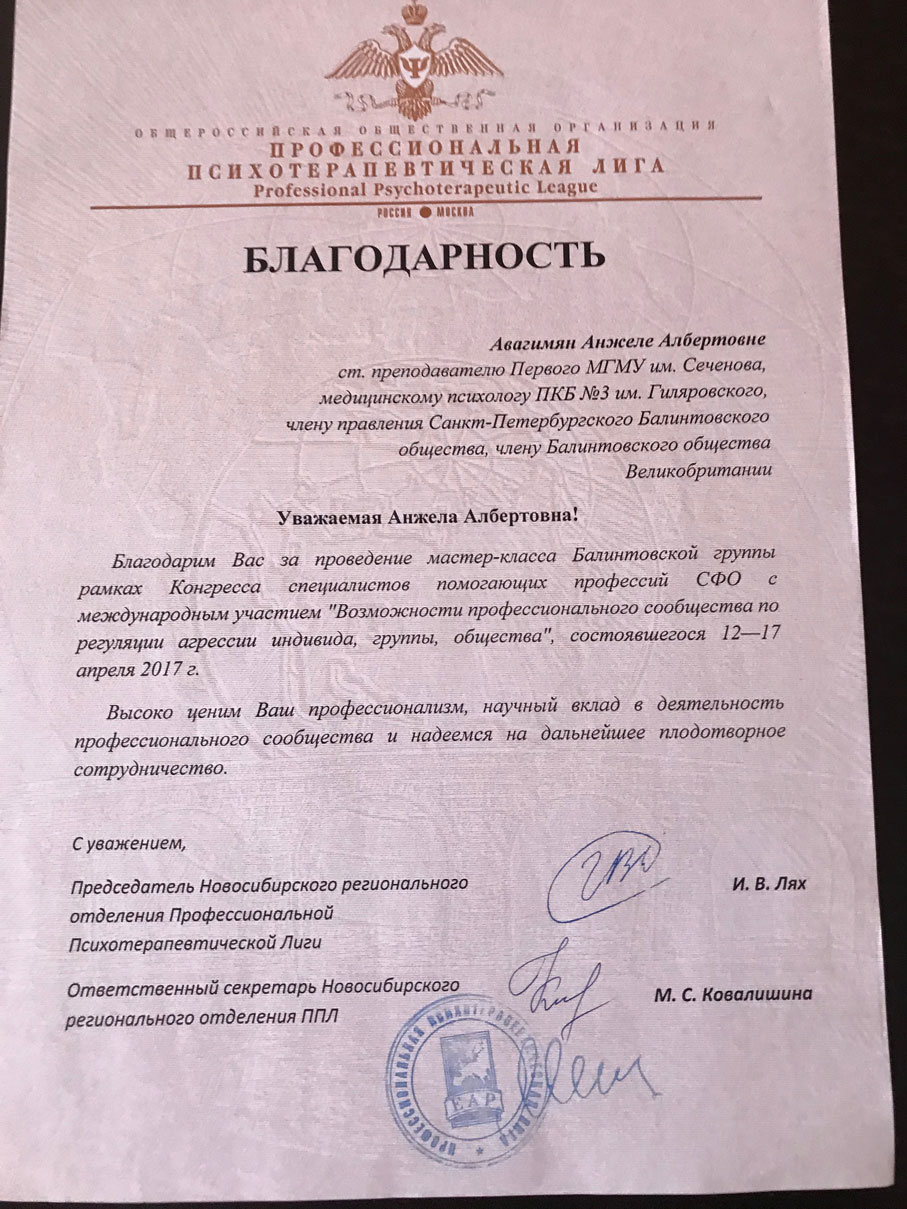 ОБЩЕРОССИЙСКАЯ ОБЩЕСТВЕННАЯ ОРГАНИЗАЦИЯ
ПРОФЕССИОНАЛЬНАЯ
ПСИХОТЕРАПЕВТИЧЕСКАЯ ЛИГА
Professional Psychoterapeutic League
РОССИЯ ● МОСКВА
БЛАГОДАРНОСТЬ
Авагимян Анжеле Албертовне
ст. преподавателю Первого МГМУ им. Сеченова,
медицинскому психологу ПКБ №3 им. Гиляровского,
члену правления Санкт-Петербургского Балинтовского
общества, члену Балинтовского общества
Великобритании
Уважаемая Анжела Албертовна!
Благодарим Вас за проведение мастер-класса Балинтовской группы
рамках Конгресса специалистов помогающих профессий СФО с
международным участием "Возможности профессионального сообщества по
регуляции агрессии индивида, группы, общества", состоявшегося 12—17
апреля 2017 г.
Высоко ценим Ваш профессионализм, научный вклад в деятельность
профессионального сообщества и надеемся на дальнейшее плодотворное
сотрудничество.
С уважением,
Председатель Новосибирского регионального
отделения Профессиональной
Психотерапевтической Лиги
И. В. Лях
Ответственный секретарь Новосибирского
регионального отделения ППЛ
М. С. Ковалишина
ПРОФЕССИОНАЛЬНАЯ ПСИХОТЕРАПЕВТИЧЕСКАЯ ЛИГА
EAP